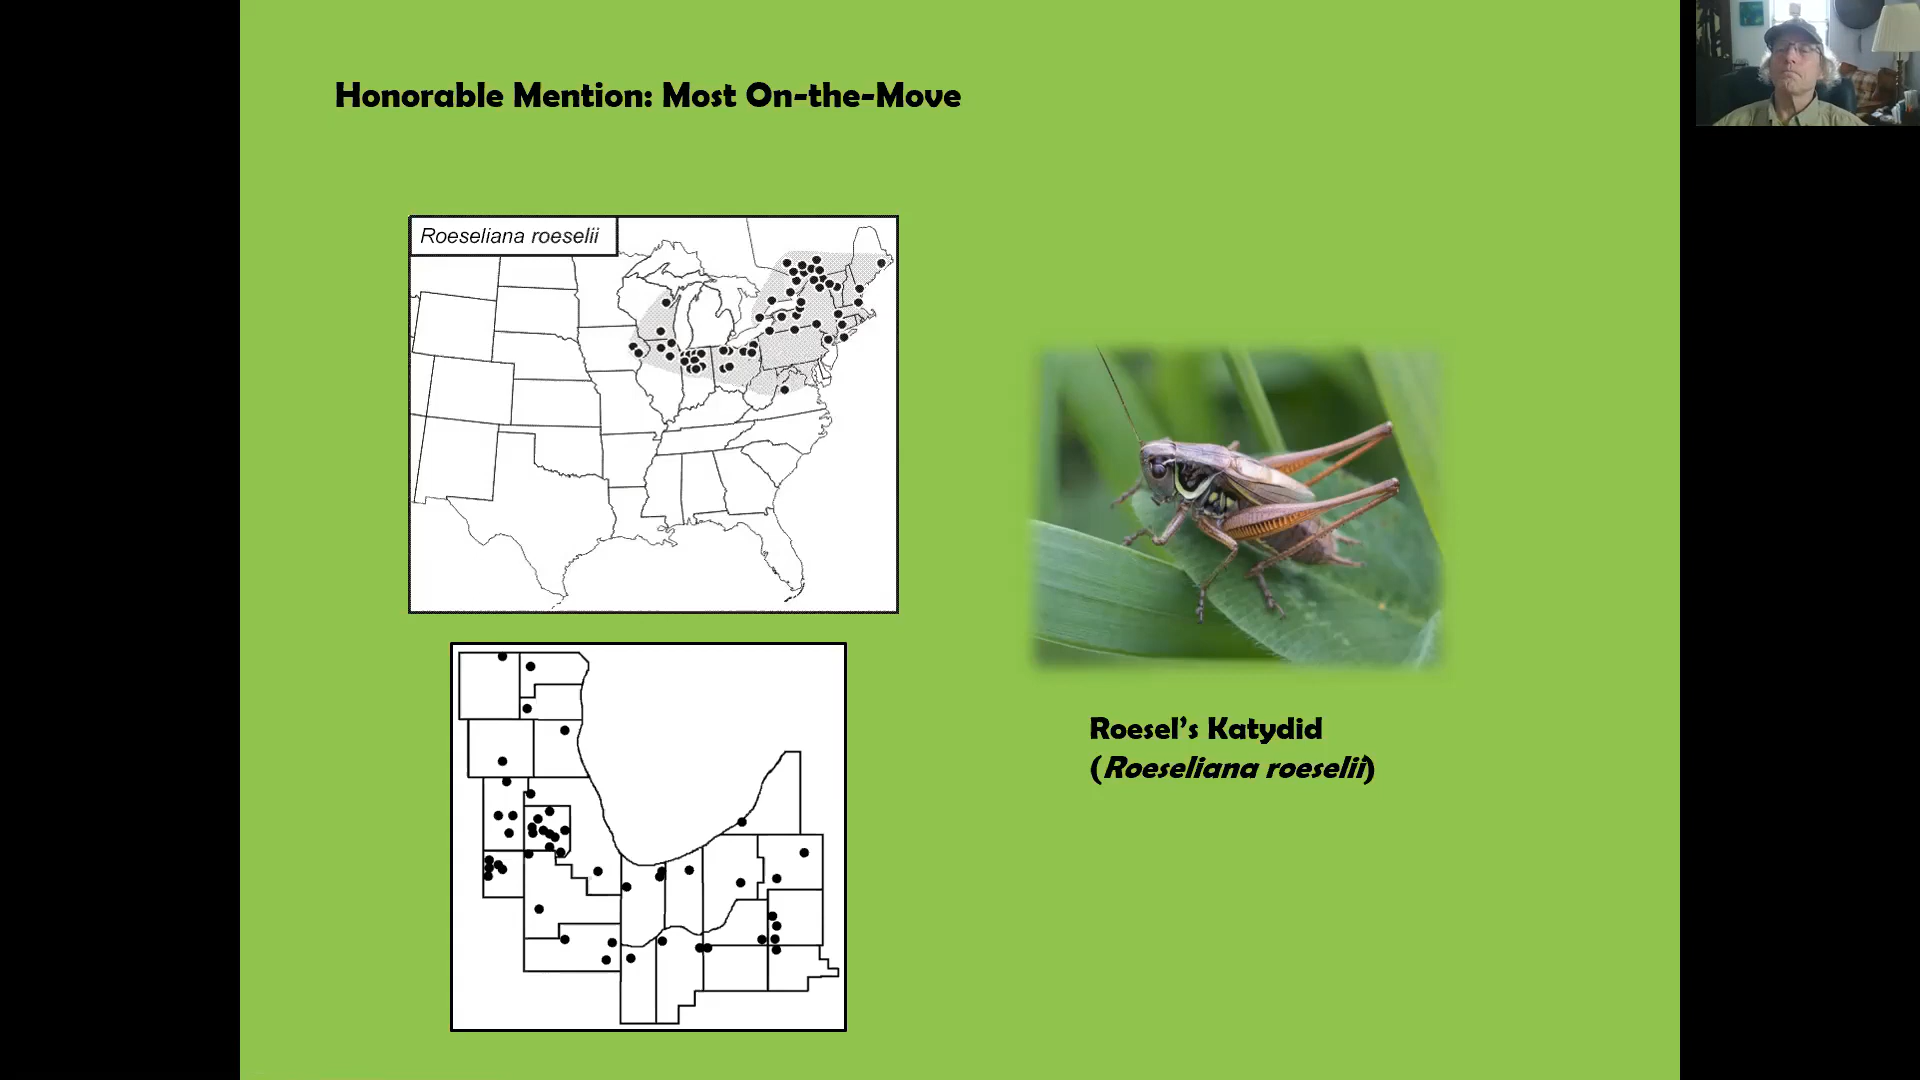 Honorable Mention: Most On-the-Move
Roeseliana roeselii
Roesel’s Katydid
(Roeseliana roeselii)